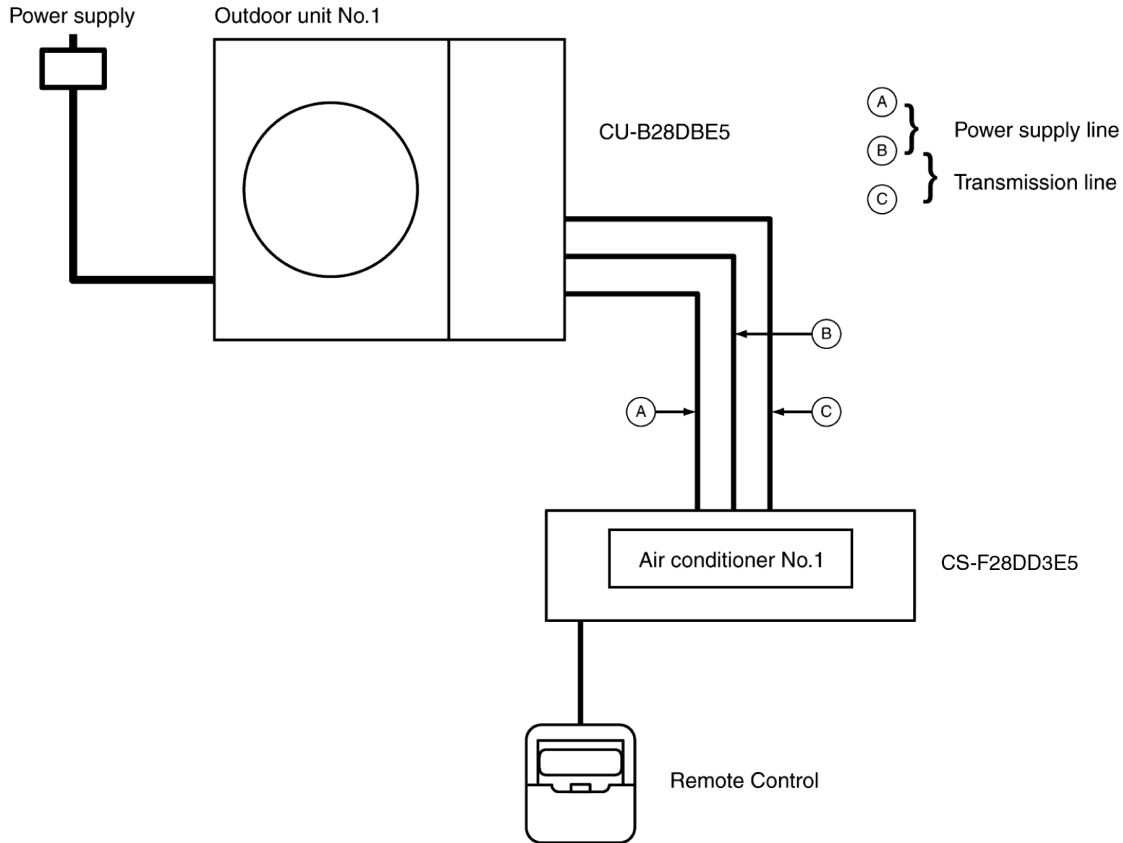 Power supply
Outdoor unit No.1
CU-B28DBE5
A
B
C
Power supply line
Transmission line
B
A
C
Air conditioner No.1
CS-F28DD3E5
Remote Control